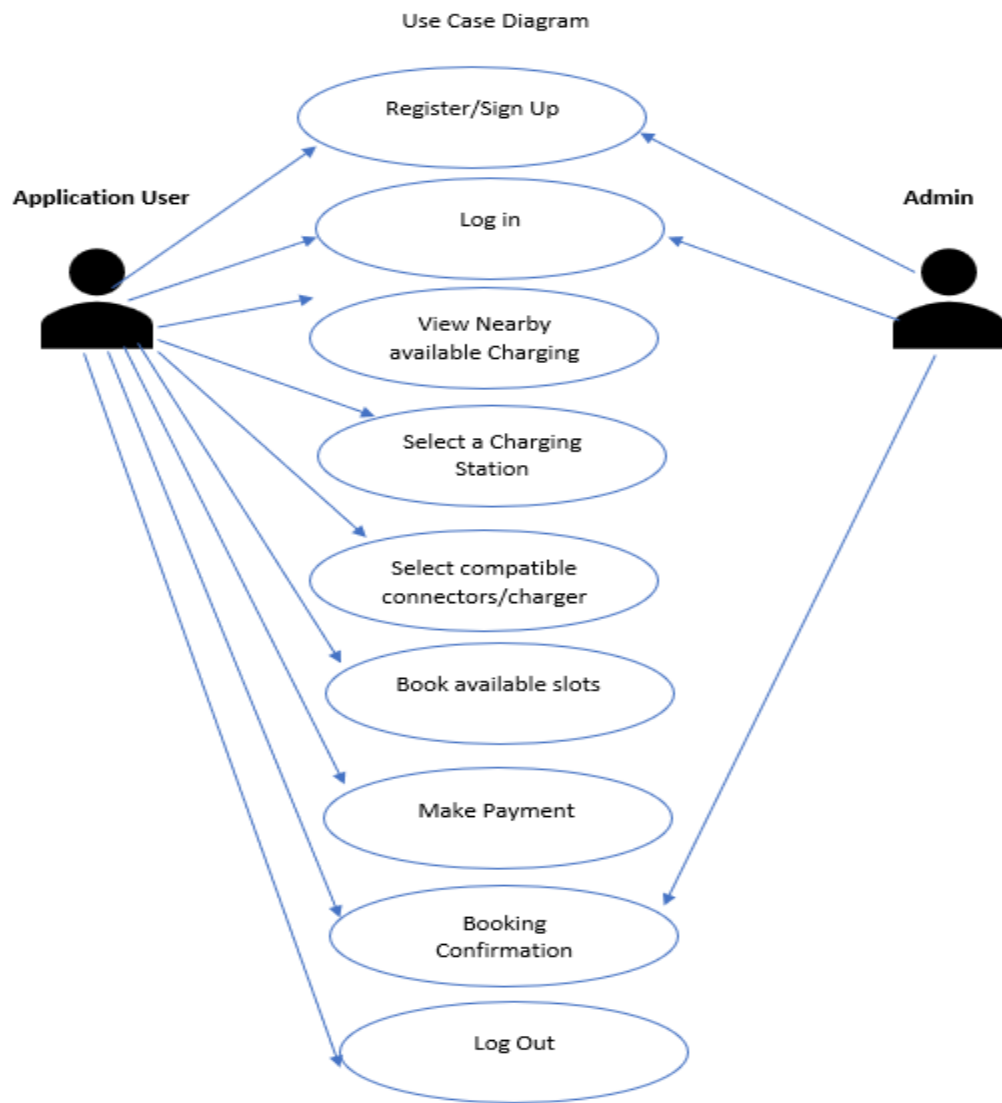 Use Case Diagram
Register/Sign Up
Application User
Admin
Log in
View Nearby
available Charging
Select a Charging
Station
Select compatible
connectors/charger
Book available slots
Make Payment
Booking
Confirmation
Log Out